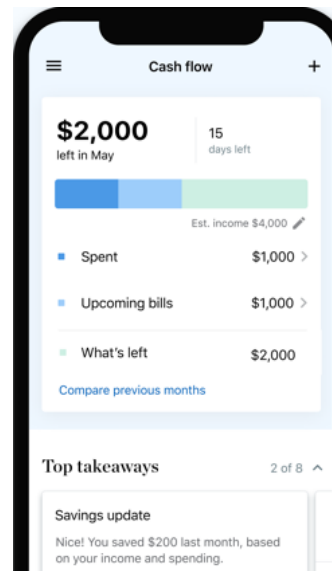 Cash flow
$2,000
left in May
15
days left
Est. income $4,000
Spent $1,000
Upcoming bills $1,000
What's left $2,000
Compare previous months
Top takeaways 2 of 8
Savings update
Nice! You saved $200 last month, based
on your income and spending.